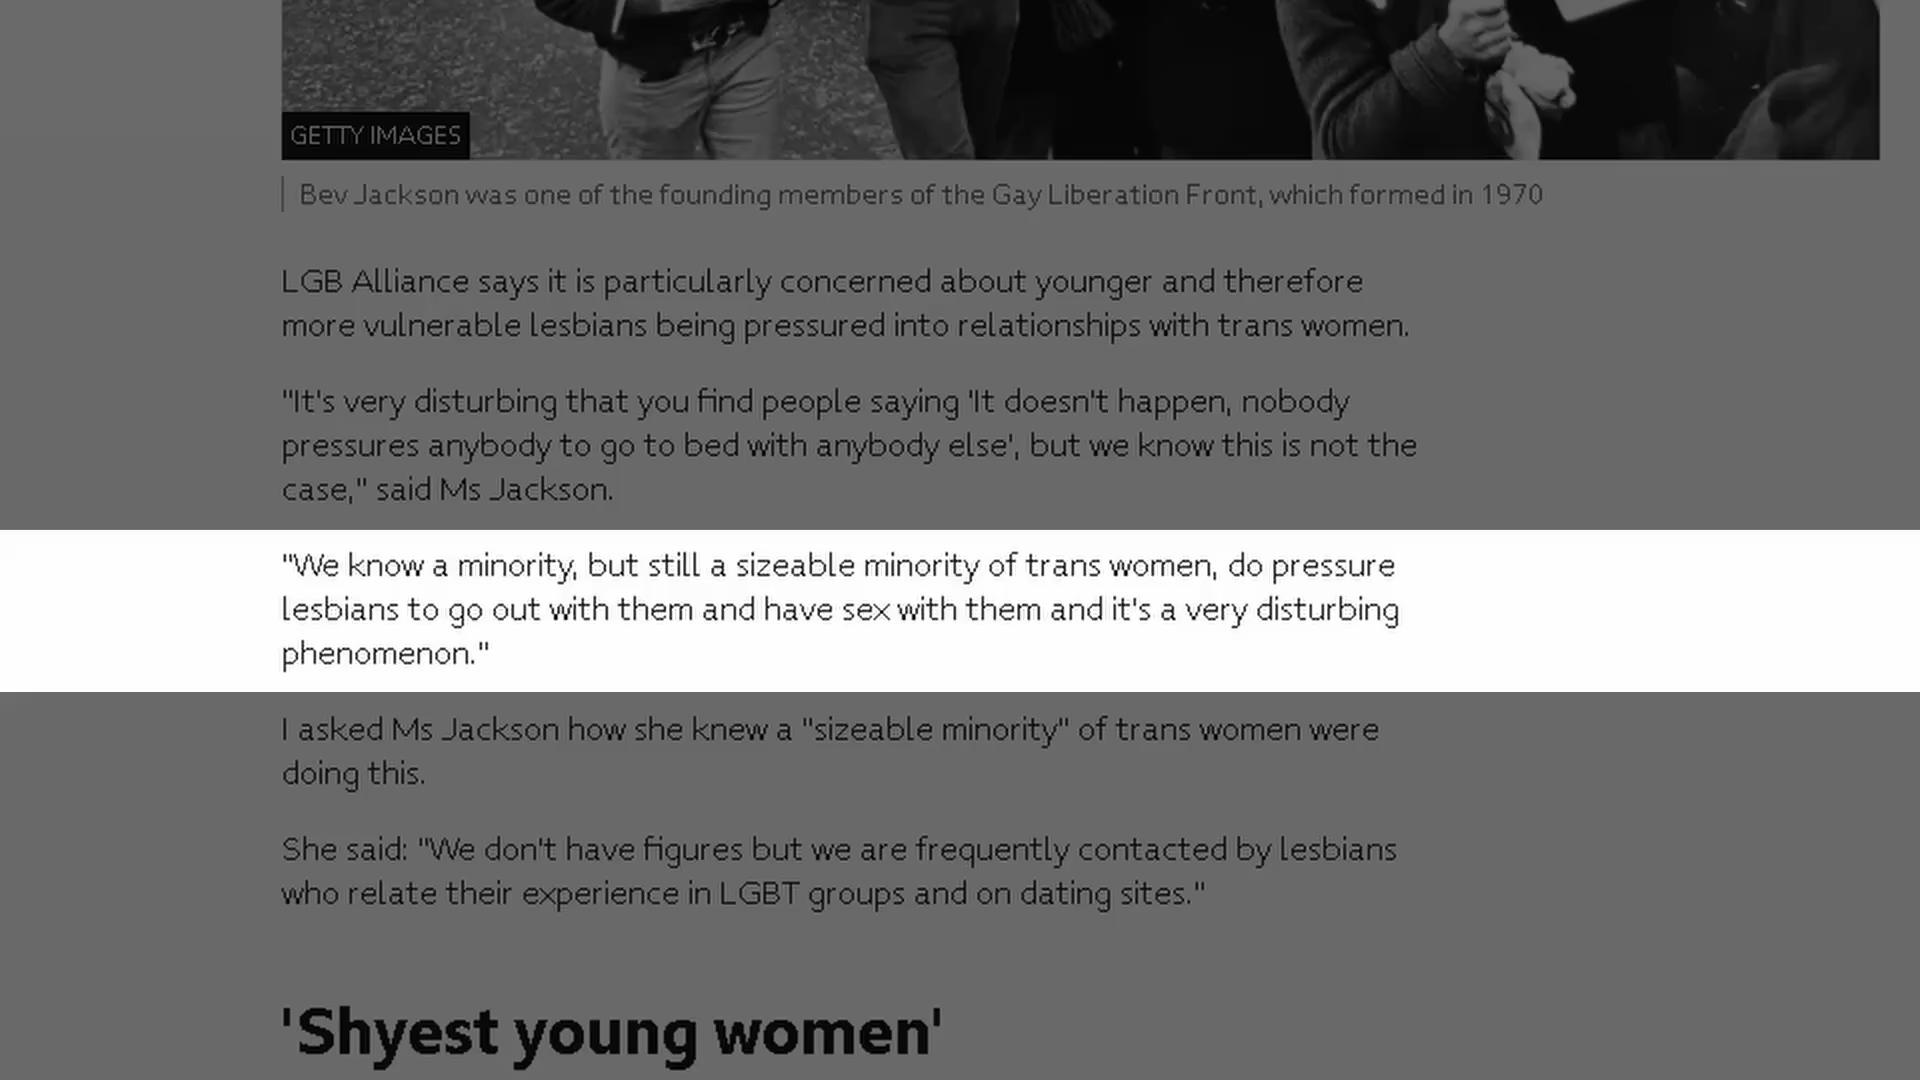 GETTY IMAGES
Bev Jackson was one of the founding members of the Gay Liberation Front, which formed in 1970
LGB Alliance says it is particularly concerned about younger and therefore
more vulnerable lesbians being pressured into relationships with trans women.
"It's very disturbing that you find people saying 'It doesn't happen, nobody
pressures anybody to go to bed with anybody else', but we know this is not the
case," said Ms Jackson.
"We know a minority, but still a sizeable minority of trans women, do pressure
lesbians to go out with them and have sex with them and it's a very disturbing
phenomenon."
I asked Ms Jackson how she knew a "sizeable minority" of trans women were
doing this.
She said: "We don't have figures but we are frequently contacted by lesbians
who relate their experience in LGBT groups and on dating sites."
'Shyest young women'